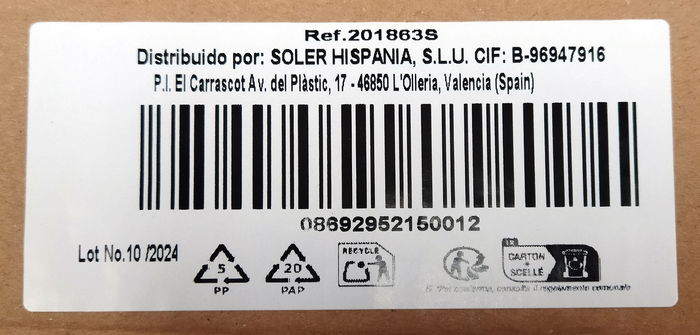 Ref.201863S
Distribuido por: SOLER HISPANIA, S.L.U. CIF: B-96947916
P.I. El Carrascot Av. del Plàstic, 17 - 46850 L'Olleria, Valencia (Spain)
08692952150012
Lot No.10 /2024
5
PP
20
PAP
RECYCLE
CARTON
+
SCELLÉ